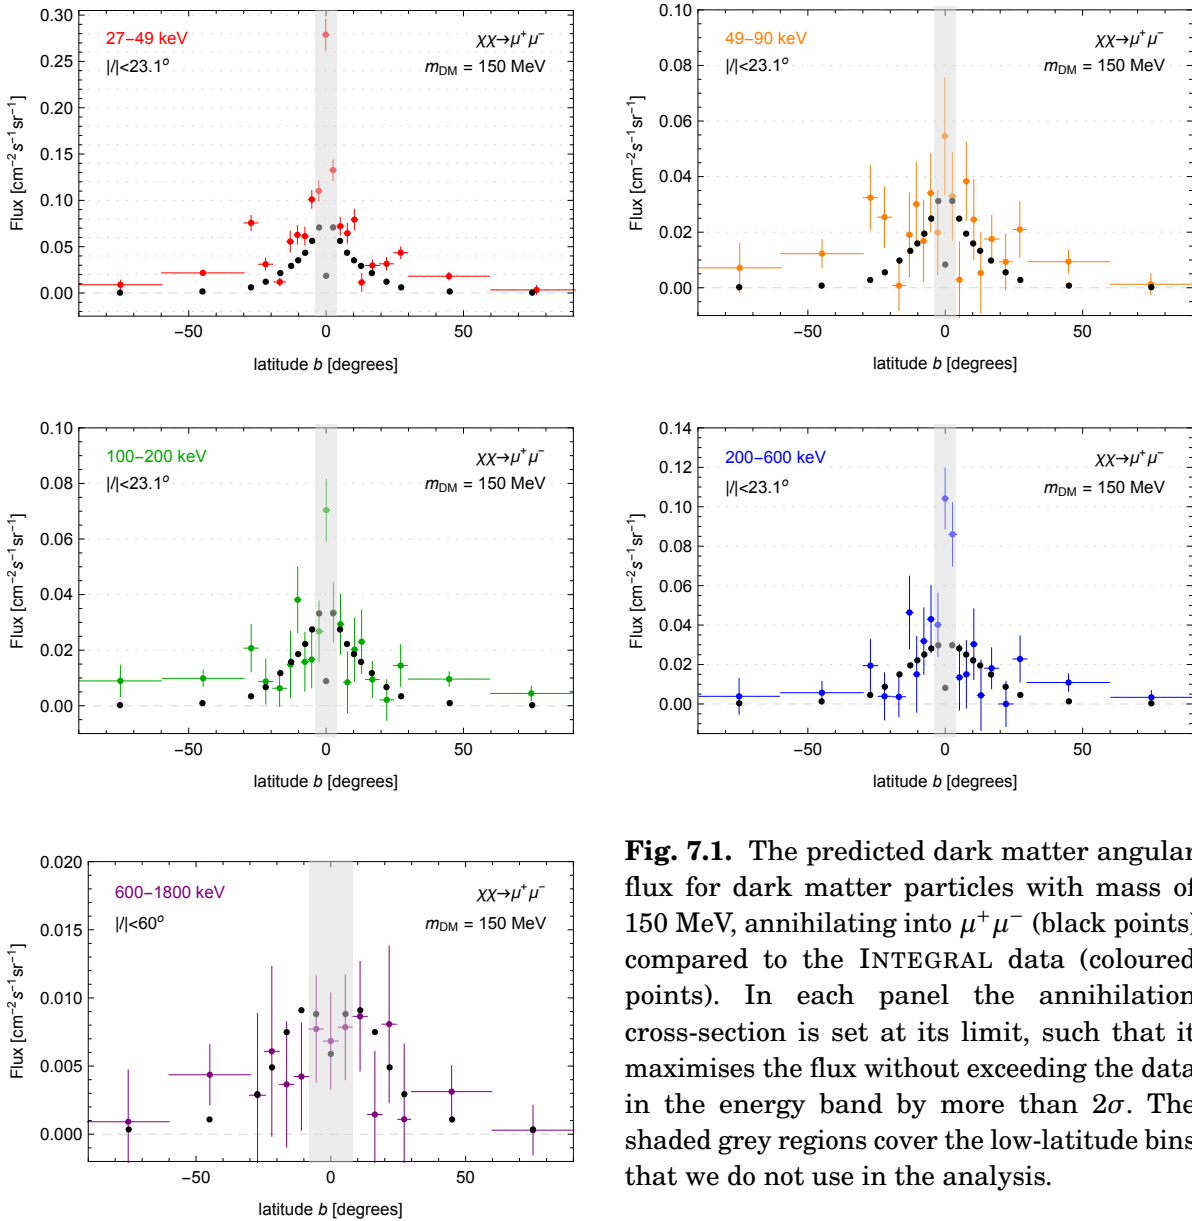 27–49 keV
χχ→μ⁺μ⁻
|l|<23.1°
m_DM = 150 MeV
Flux [cm⁻²s⁻¹sr⁻¹]
0.30
0.25
0.20
0.15
0.10
0.05
0.00
−50
0
50
latitude b [degrees]
49–90 keV
χχ→μ⁺μ⁻
|l|<23.1°
m_DM = 150 MeV
Flux [cm⁻²s⁻¹sr⁻¹]
0.10
0.08
0.06
0.04
0.02
0.00
−50
0
50
latitude b [degrees]
100–200 keV
χχ→μ⁺μ⁻
|l|<23.1°
m_DM = 150 MeV
Flux [cm⁻²s⁻¹sr⁻¹]
0.10
0.08
0.06
0.04
0.02
0.00
−50
0
50
latitude b [degrees]
200–600 keV
χχ→μ⁺μ⁻
|l|<23.1°
m_DM = 150 MeV
Flux [cm⁻²s⁻¹sr⁻¹]
0.14
0.12
0.10
0.08
0.06
0.04
0.02
0.00
−50
0
50
latitude b [degrees]
600–1800 keV
χχ→μ⁺μ⁻
|l|<60°
m_DM = 150 MeV
Flux [cm⁻²s⁻¹sr⁻¹]
0.020
0.015
0.010
0.005
0.000
−50
0
50
latitude b [degrees]
Fig. 7.1. The predicted dark matter angular
flux for dark matter particles with mass of
150 MeV, annihilating into μ⁺μ⁻ (black points)
compared to the INTEGRAL data (coloured
points). In each panel the annihilation
cross-section is set at its limit, such that it
maximises the flux without exceeding the data
in the energy band by more than 2σ. The
shaded grey regions cover the low-latitude bins
that we do not use in the analysis.